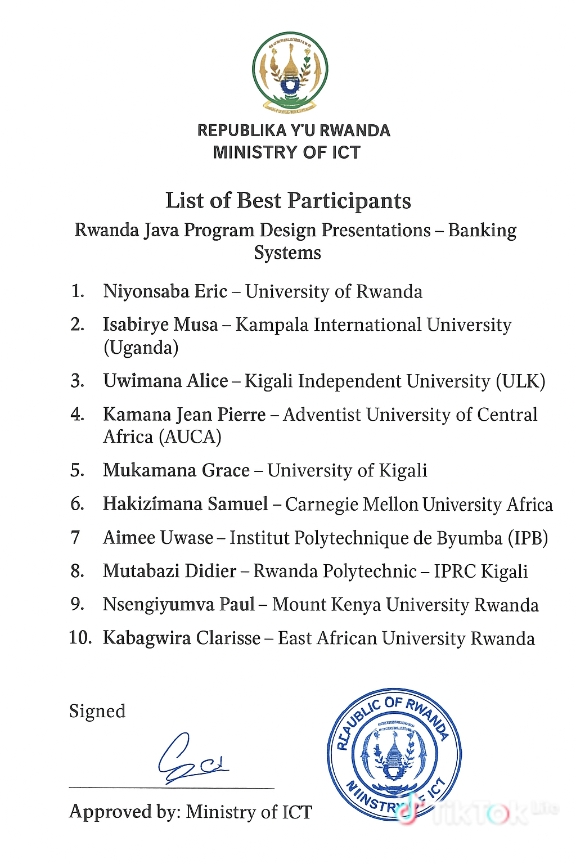 REPUBLIKA Y'U RWANDA
MINISTRY OF ICT
List of Best Participants
Rwanda Java Program Design Presentations – Banking
Systems
1. Niyonsaba Eric – University of Rwanda
2. Isabirye Musa – Kampala International University
(Uganda)
3. Uwimana Alice – Kigali Independent University (ULK)
4. Kamana Jean Pierre – Adventist University of Central
Africa (AUCA)
5. Mukamana Grace – University of Kigali
6. Hakizímana Samuel – Carnegie Mellon University Africa
7 Aimee Uwase – Institut Polytechnique de Byumba (IPB)
8. Mutabazi Didier – Rwanda Polytechnic – IPRC Kigali
9. Nsengiyumva Paul – Mount Kenya University Rwanda
10. Kabagwira Clarisse – East African University Rwanda
Signed
Approved by: Ministry of ICT
REAUBLIC OF RWANDA
NIINSTRY OF ICT
TikTok Lite